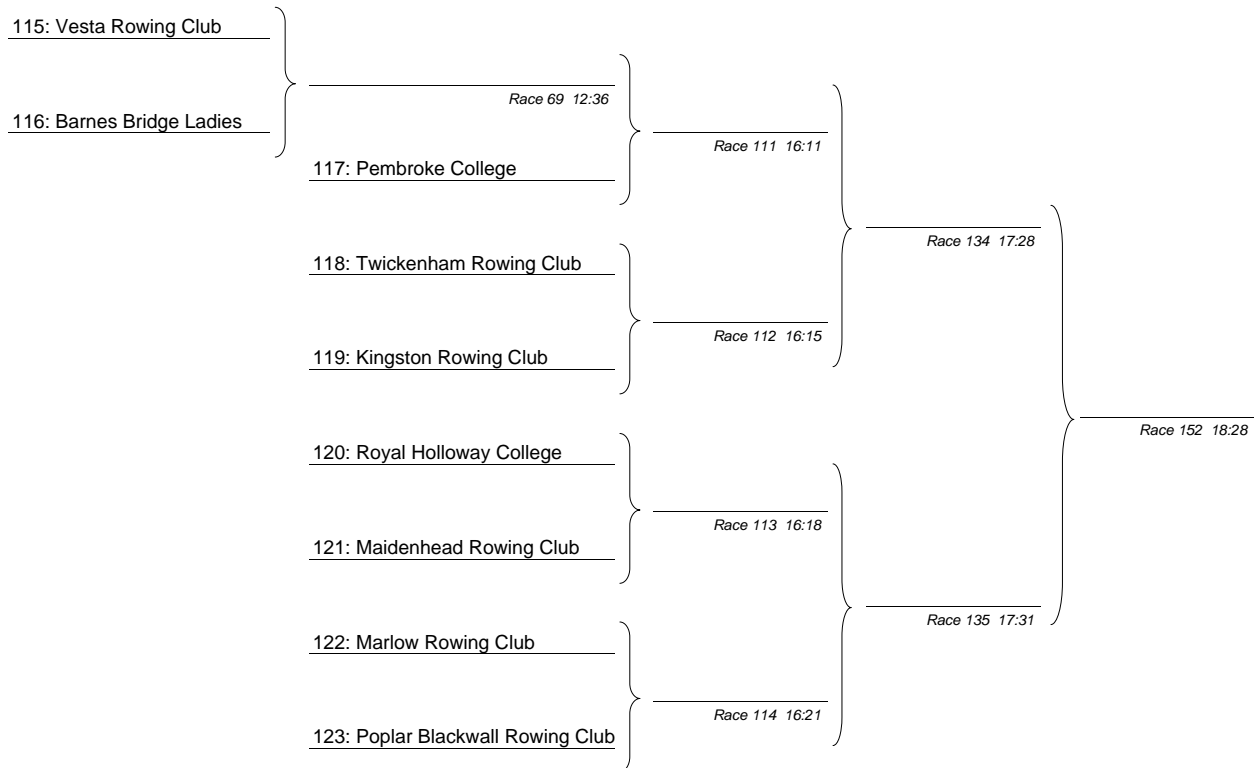 115: Vesta Rowing Club
Race 69 12:36
116: Barnes Bridge Ladies
Race 111 16:11
117: Pembroke College
Race 134 17:28
118: Twickenham Rowing Club
Race 112 16:15
119: Kingston Rowing Club
Race 152 18:28
120: Royal Holloway College
Race 113 16:18
121: Maidenhead Rowing Club
Race 135 17:31
122: Marlow Rowing Club
Race 114 16:21
123: Poplar Blackwall Rowing Club